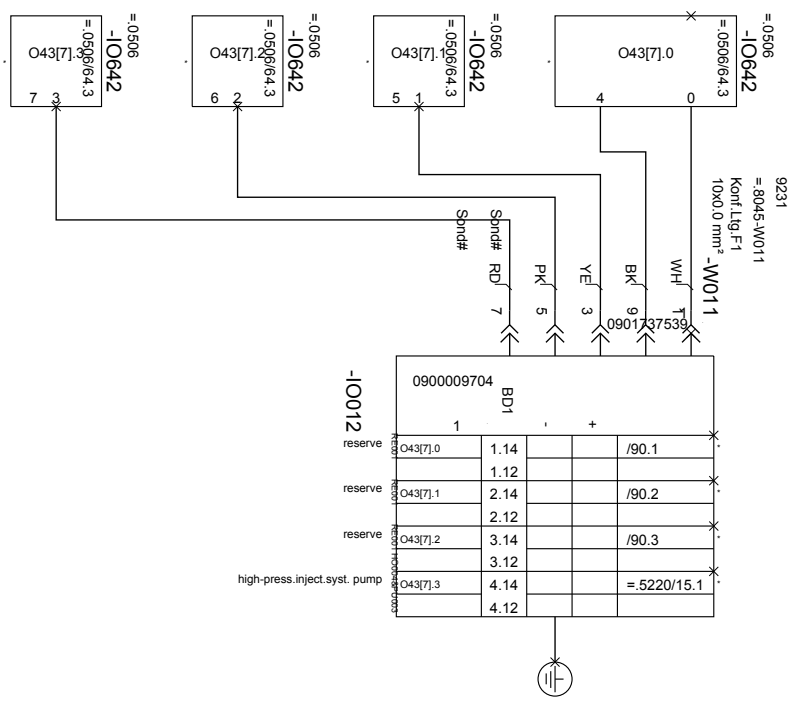 =.0506
-IO642
=.0506/64.3
O43[7].3
7 3
=.0506
-IO642
=.0506/64.3
O43[7].2
6 2
=.0506
-IO642
=.0506/64.3
O43[7].1
5 1
=.0506
-IO642
=.0506/64.3
O43[7].0
4 0
9231
=.8045-W011
Konf.Ltg.F1
10x0.0 mm²
-W011
Sond#
Sond#
RD PK YE BK WH
7 5 3 9 1
0901737539
-IO012
0900009704
BD1
1 - +
reserve RE001 O43[7].0 1.14 /90.1
1.12
reserve RE001 O43[7].1 2.14 /90.2
2.12
reserve RE001 O43[7].2 3.14 /90.3
3.12
high-press.inject.syst. pump O43[7].3 4.14 =.5220/15.1
4.12